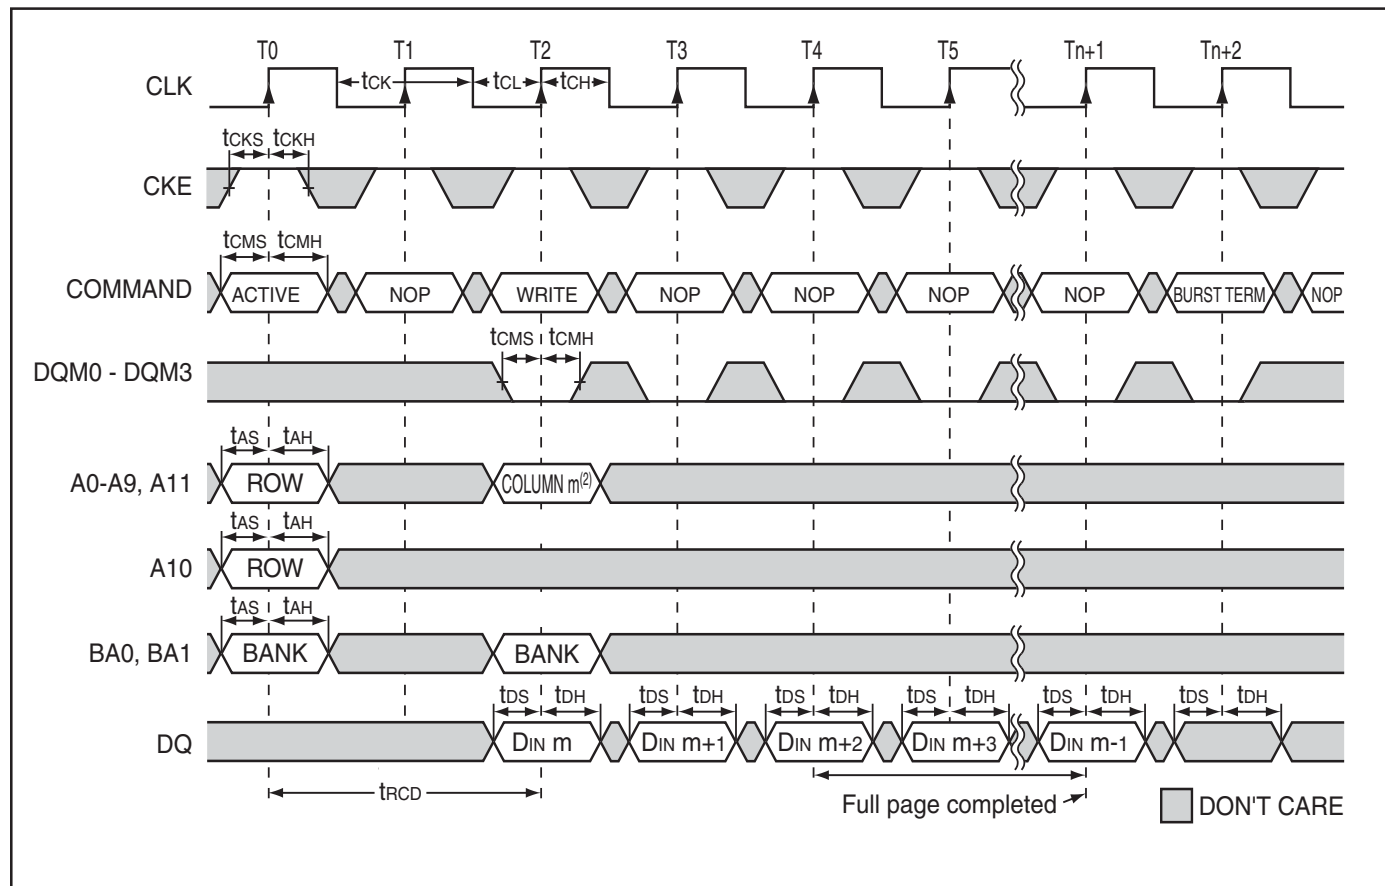 T0 T1 T2 T3 T4 T5 Tn+1 Tn+2
CLK tCK tCL tCH
tCKS tCKH
CKE
tCMS tCMH
COMMAND ACTIVE NOP WRITE NOP NOP NOP NOP BURST TERM NOP
tCMS tCMH
DQM0 - DQM3
tAS tAH
A0-A9, A11 ROW COLUMN m(2)
tAS tAH
A10 ROW
tAS tAH
BA0, BA1 BANK BANK
tDS tDH tDS tDH tDS tDH tDS tDH tDS tDH tDS tDH
DQ DIN m DIN m+1 DIN m+2 DIN m+3 DIN m-1
tRCD
Full page completed
DON'T CARE